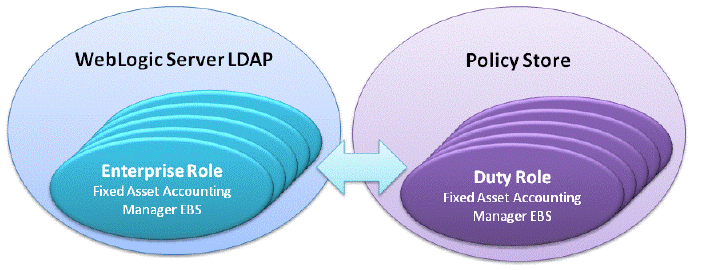 WebLogic Server LDAP
Enterprise Role
Fixed Asset Accounting
Manager EBS
Policy Store
Duty Role
Fixed Asset Accounting
Manager EBS